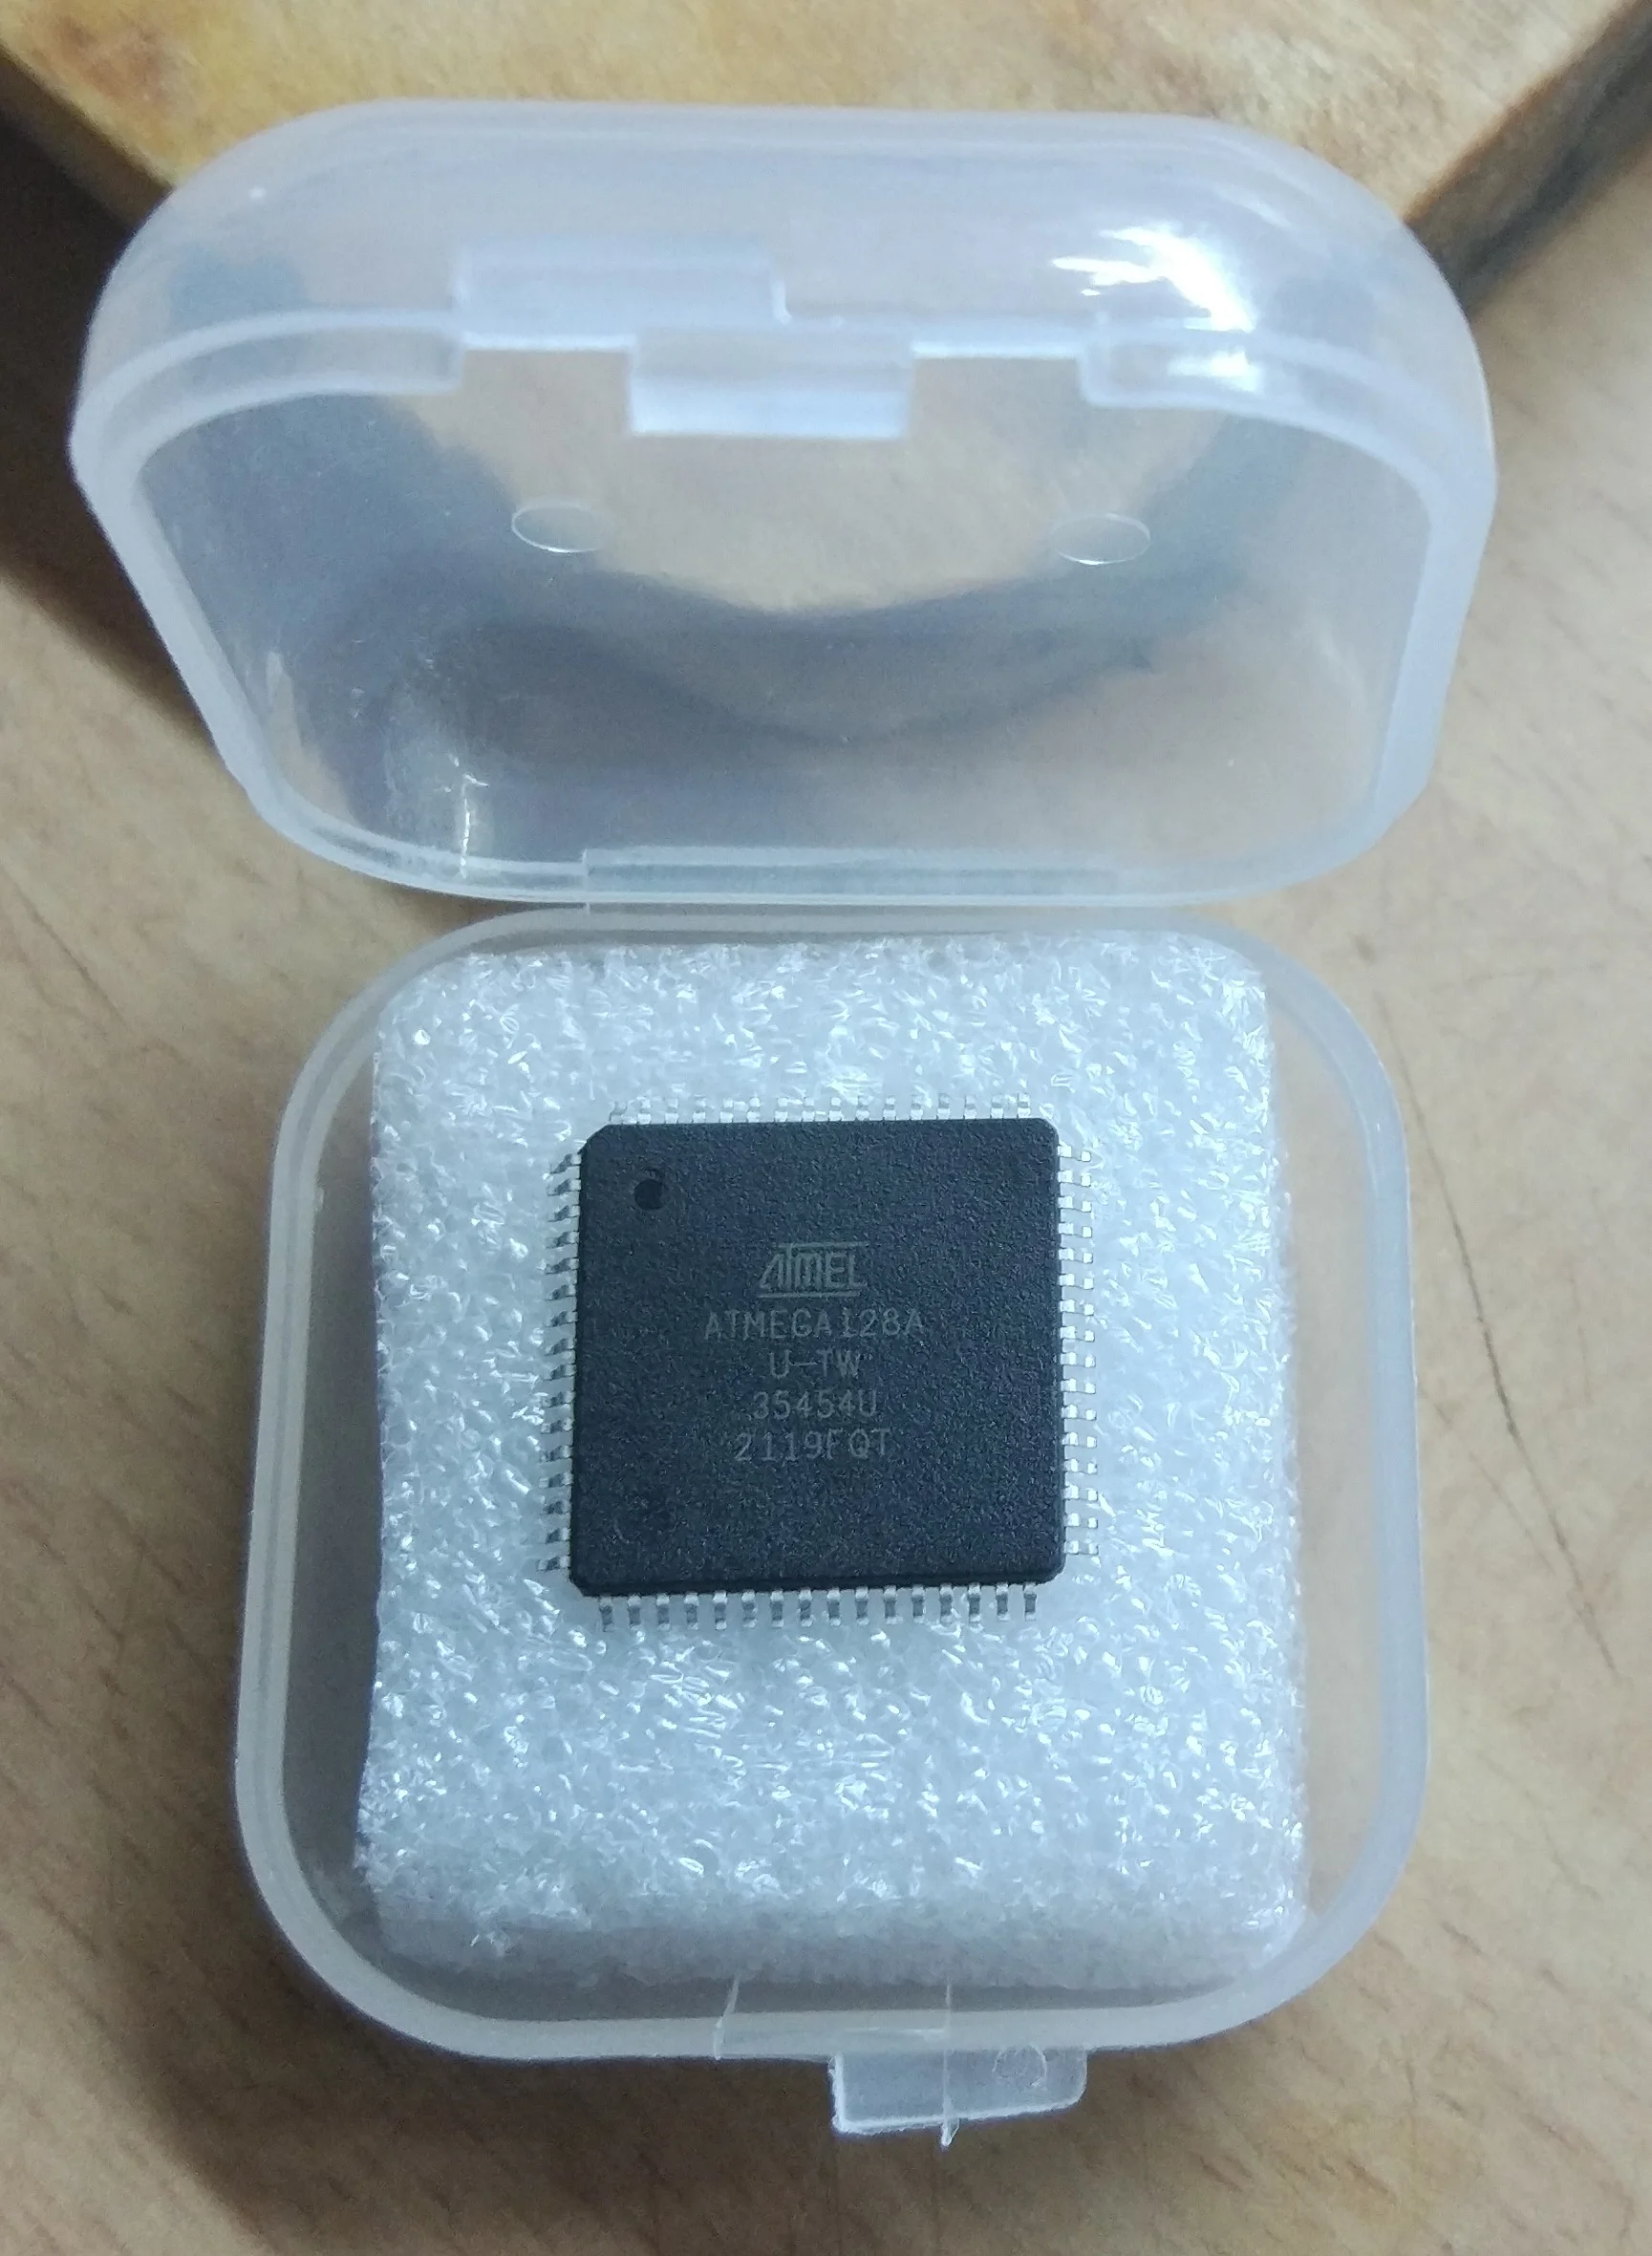 ATMEL
ATMEGA128A
U-TW
35454U
2119FQT